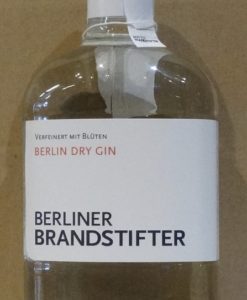 VERFEINERT MIT BLÜTEN
BERLIN DRY GIN
BERLINER
BRANDSTIFTER